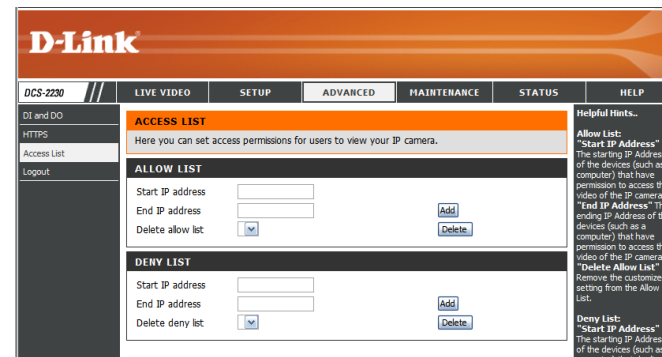 D-Link
DCS-2230
LIVE VIDEO
SETUP
ADVANCED
MAINTENANCE
STATUS
HELP
DI and DO
HTTPS
Access List
Logout
ACCESS LIST
Here you can set access permissions for users to view your IP camera.
ALLOW LIST
Start IP address
End IP address
Add
Delete allow list
Delete
DENY LIST
Start IP address
End IP address
Add
Delete deny list
Delete
Helpful Hints..
Allow List:
"Start IP Address"
The starting IP Addres
of the devices (such as
computer) that have
permission to access th
video of the IP camera
"End IP Address" Th
ending IP Address of th
devices (such as a
computer) that have
permission to access th
video of the IP camera
"Delete Allow List"
Remove the customize
setting from the Allow
List.
Deny List:
"Start IP Address"
The starting IP Addres
of the devices (such as